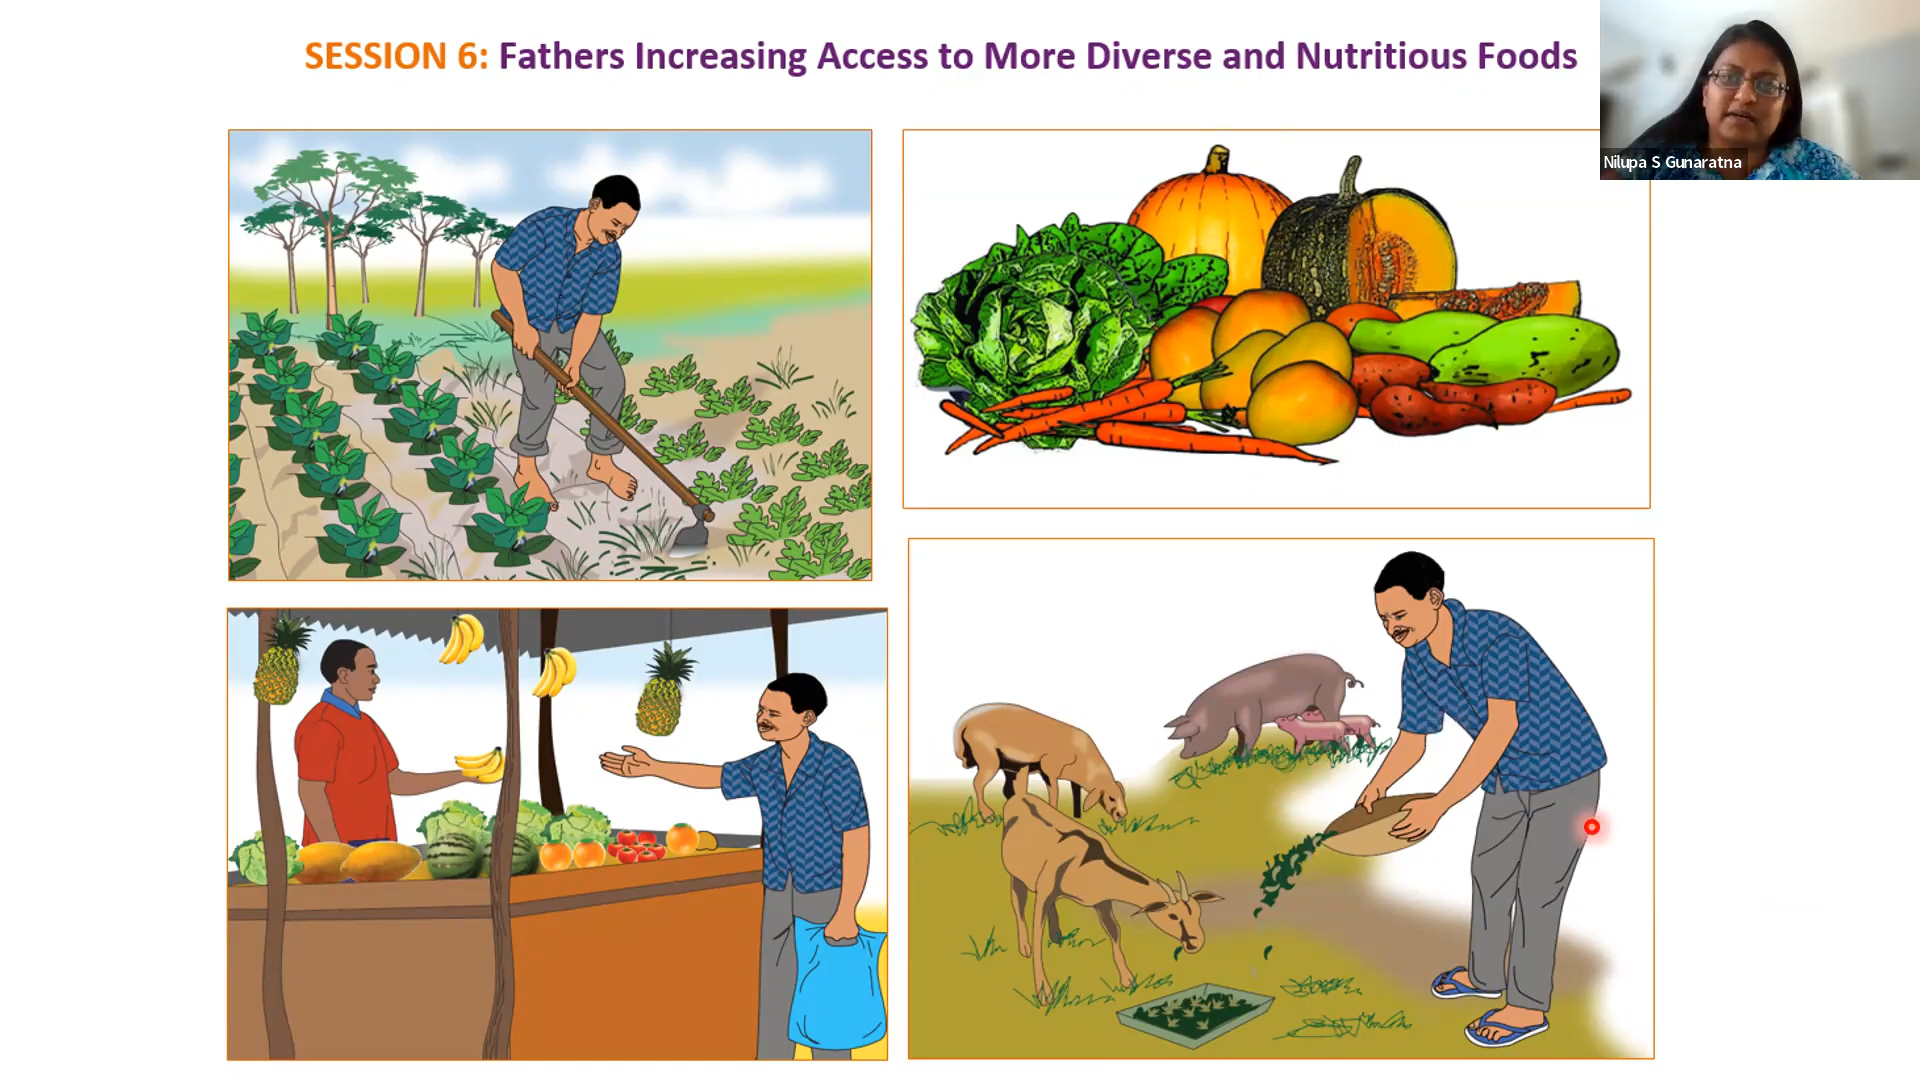 SESSION 6: Fathers Increasing Access to More Diverse and Nutritious Foods
Nilupa S Gunaratna